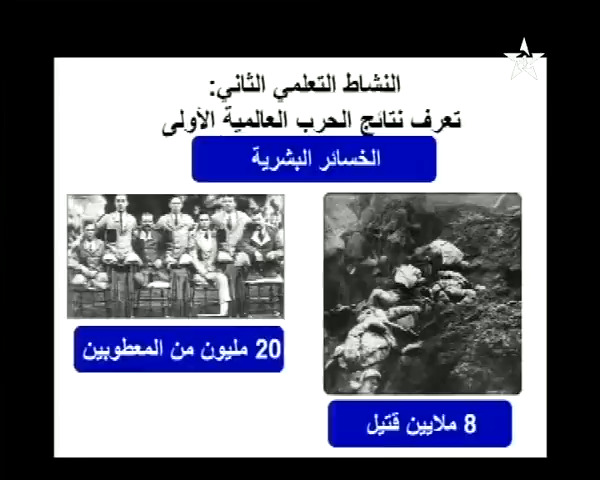 النشاط التعلمي الثاني:
تعرف نتائج الحرب العالمية الأولى
الخسائر البشرية
8 ملايين قتيل
20 مليون من المعطوبين